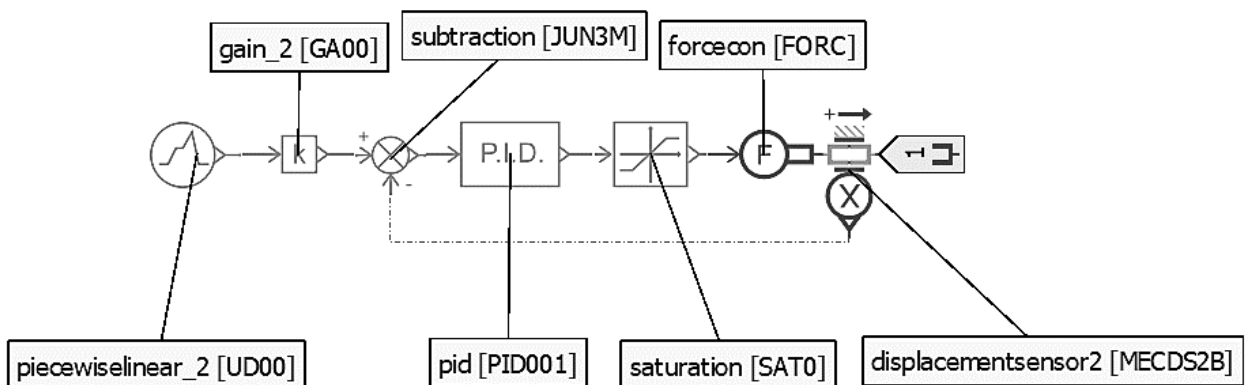 gain_2 [GA00]
subtraction [JUN3M]
forcecon [FORC]
+
+
k
P.I.D.
F
1
-
X
piecewiselinear_2 [UD00]
pid [PID001]
saturation [SAT0]
displacementsensor2 [MECDS2B]